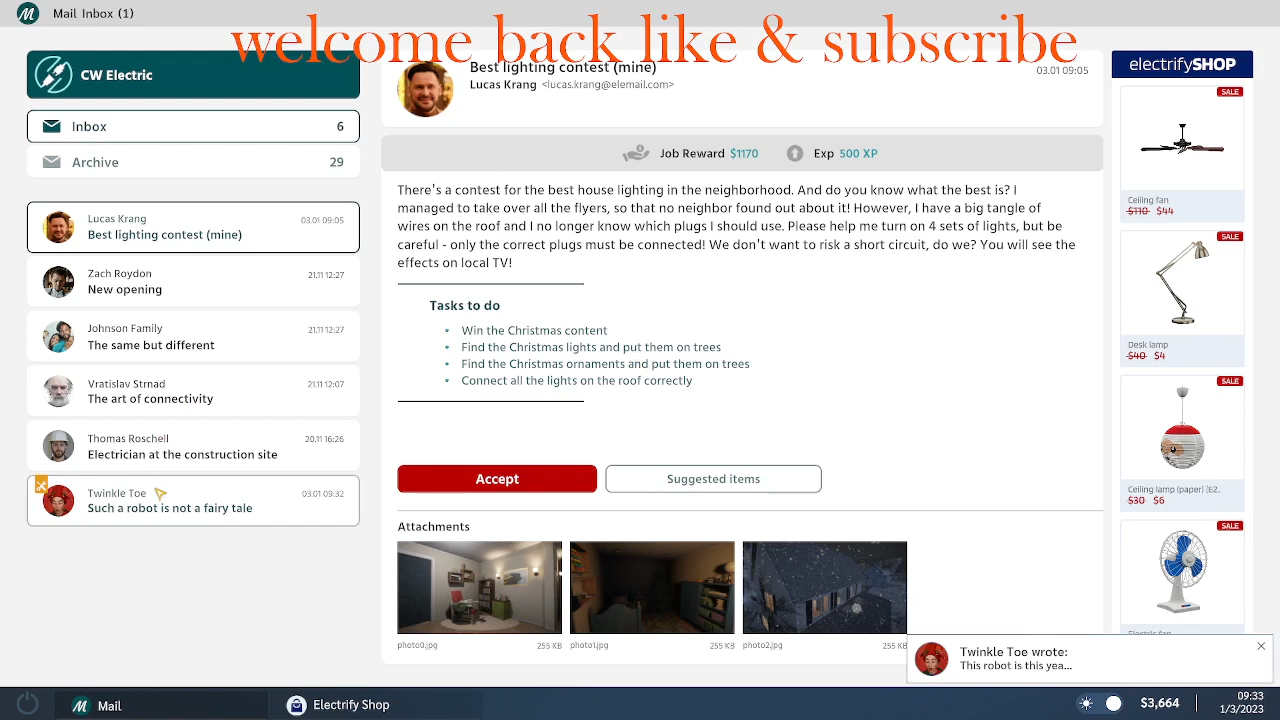 Mail Inbox (1)
welcome back like & subscribe
CW Electric
Inbox 6
Archive 29
Lucas Krang 03.01 09:05
Best lighting contest (mine)
Zach Roydon 21.11 12:27
New opening
Johnson Family 21.11 12:27
The same but different
Vratislav Strnad 21.11 12:07
The art of connectivity
Thomas Roschell 20.11 16:26
Electrician at the construction site
Twinkle Toe 03.01 09:32
Such a robot is not a fairy tale
Best lighting contest (mine)
Lucas Krang <lucas.krang@elemail.com>
03.01 09:05
Job Reward $1170 Exp 500 XP
There's a contest for the best house lighting in the neighborhood. And do you know what the best is? I
managed to take over all the flyers, so that no neighbor found out about it! However, I have a big tangle of
wires on the roof and I no longer know which plugs I should use. Please help me turn on 4 sets of lights, but be
careful - only the correct plugs must be connected! We don't want to risk a short circuit, do we? You will see the
effects on local TV!
Tasks to do
• Win the Christmas content
• Find the Christmas lights and put them on trees
• Find the Christmas ornaments and put them on trees
• Connect all the lights on the roof correctly
Accept
Suggested items
Attachments
photo0.jpg 255 KB
photo1.jpg 255 KB
photo2.jpg 255 KB
electrifySHOP
SALE
Ceiling fan
$110 $44
SALE
Desk lamp
$40 $4
SALE
Ceiling lamp (paper) [E2..
$30 $6
SALE
Electric fan
Twinkle Toe wrote:
This robot is this yea...
Mail
Electrify Shop
$3,664
09:33
1/3/2023